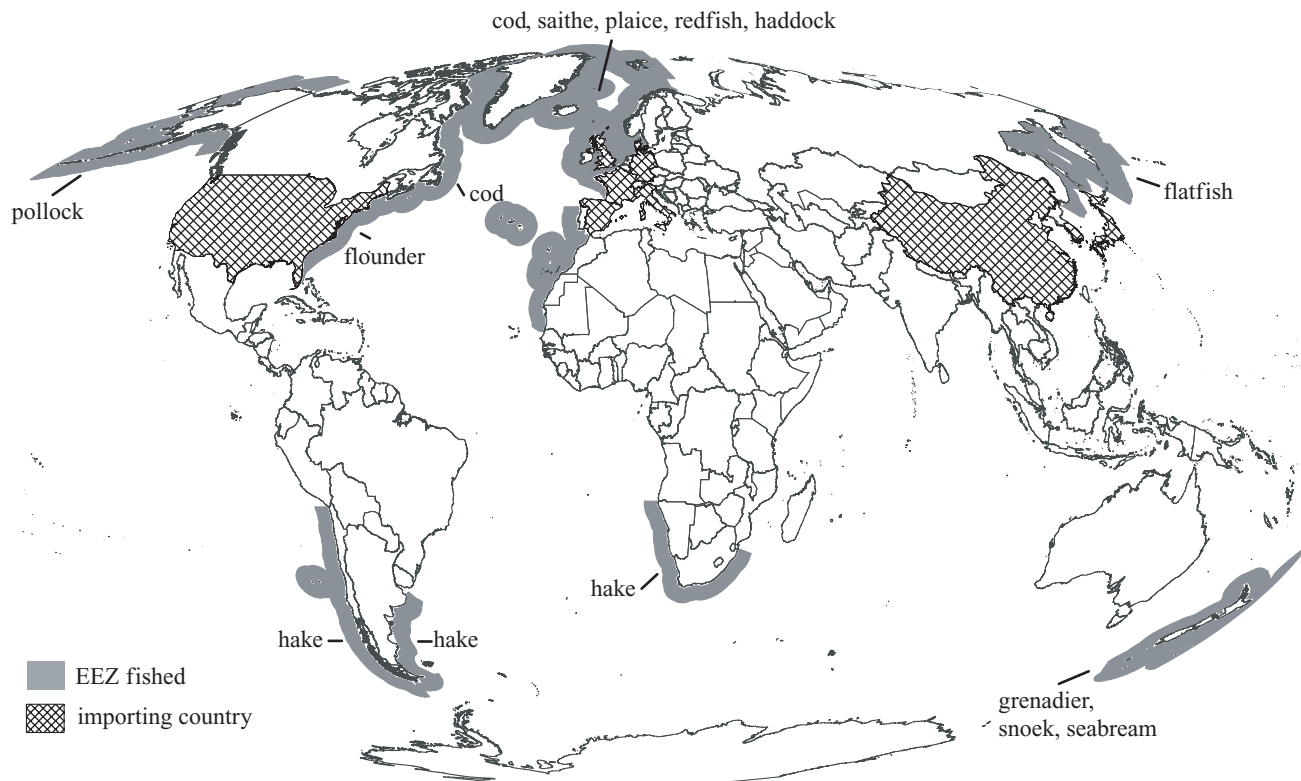 cod, saithe, plaice, redfish, haddock
pollock
cod
flounder
flatfish
hake
hake
hake
EEZ fished
importing country
grenadier,
snoek, seabream